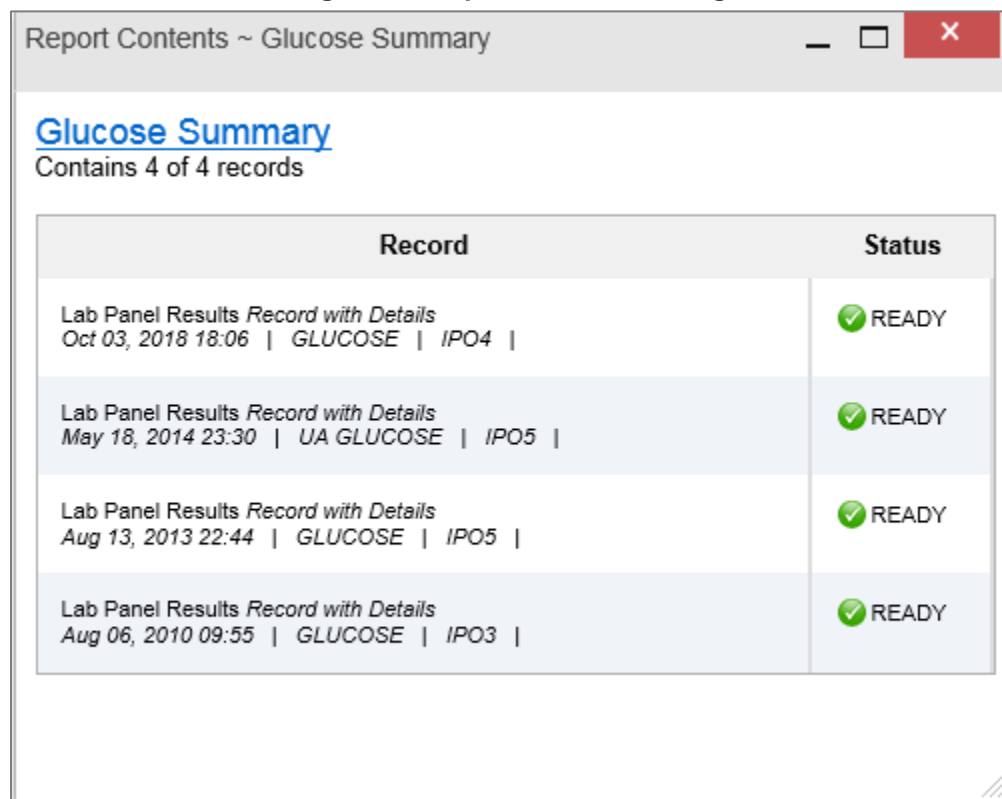 Report Contents ~ Glucose Summary
Glucose Summary
Contains 4 of 4 records
Record Status
Lab Panel Results Record with Details
Oct 03, 2018 18:06 | GLUCOSE | IPO4 |
READY
Lab Panel Results Record with Details
May 18, 2014 23:30 | UA GLUCOSE | IPO5 |
READY
Lab Panel Results Record with Details
Aug 13, 2013 22:44 | GLUCOSE | IPO5 |
READY
Lab Panel Results Record with Details
Aug 06, 2010 09:55 | GLUCOSE | IPO3 |
READY